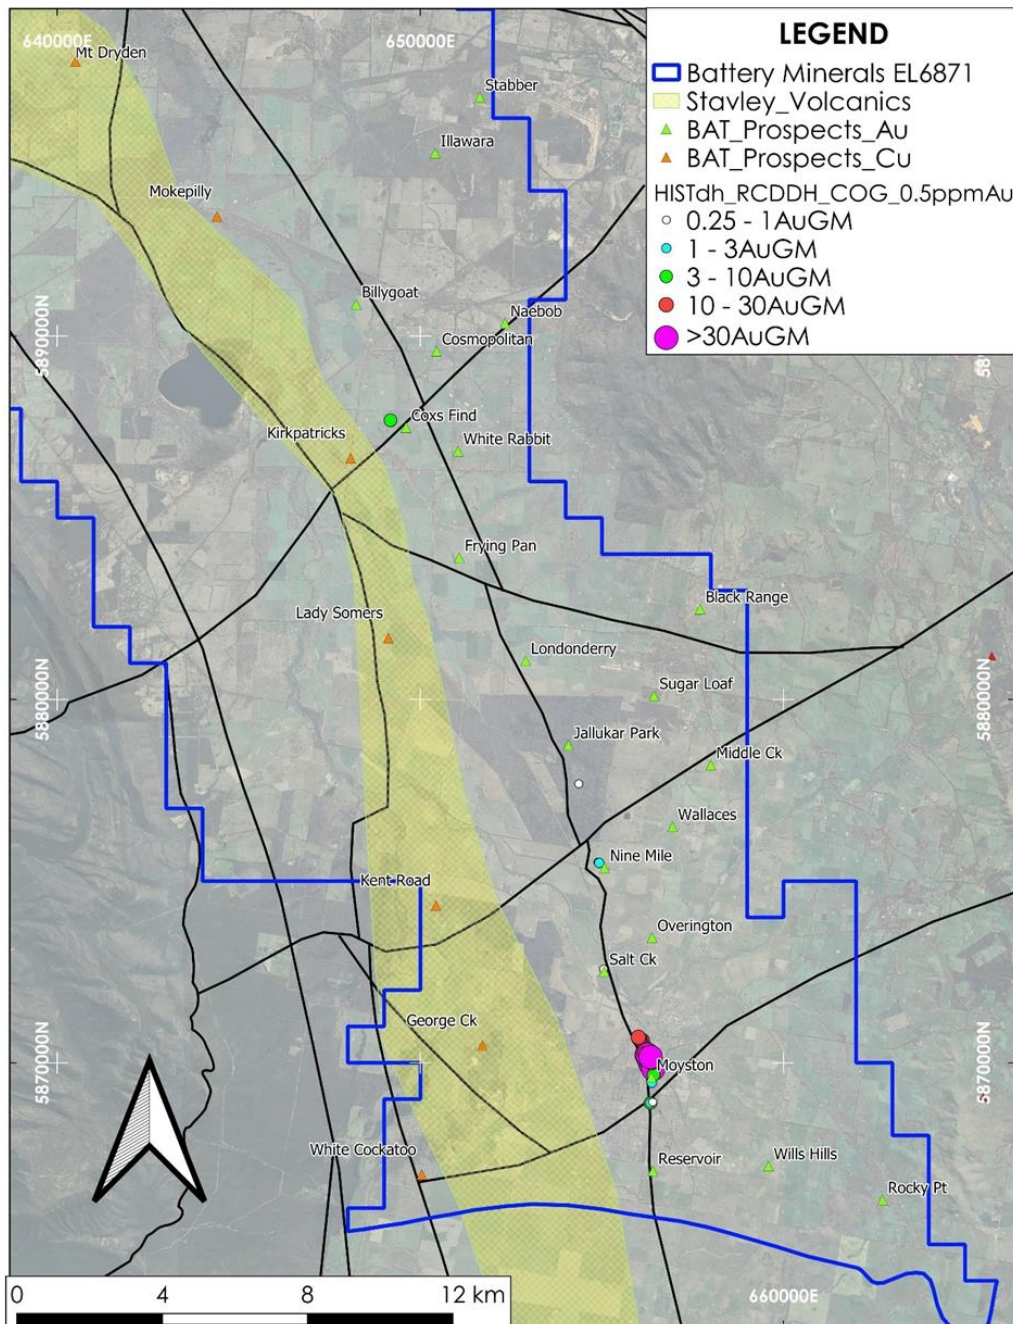 640000E
650000E
Mt Dryden
Stabber
Illawara
Mokepilly
Billygoat
Naebob
Cosmopolitan
5890000N
Coxs Find
Kirkpatricks
White Rabbit
Frying Pan
Black Range
Lady Somers
Londonderry
Sugar Loaf
5880000N
5880000N
Jallukar Park
Middle Ck
Wallaces
Nine Mile
Kent Road
Overington
Salt Ck
George Ck
5870000N
5870000N
Moyston
White Cockatoo
Reservoir
Wills Hills
Rocky Pt
660000E
0 4 8 12 km
LEGEND
Battery Minerals EL6871
Stavley_Volcanics
BAT_Prospects_Au
BAT_Prospects_Cu
HISTdh_RCDDH_COG_0.5ppmAu
0.25 - 1AuGM
1 - 3AuGM
3 - 10AuGM
10 - 30AuGM
>30AuGM